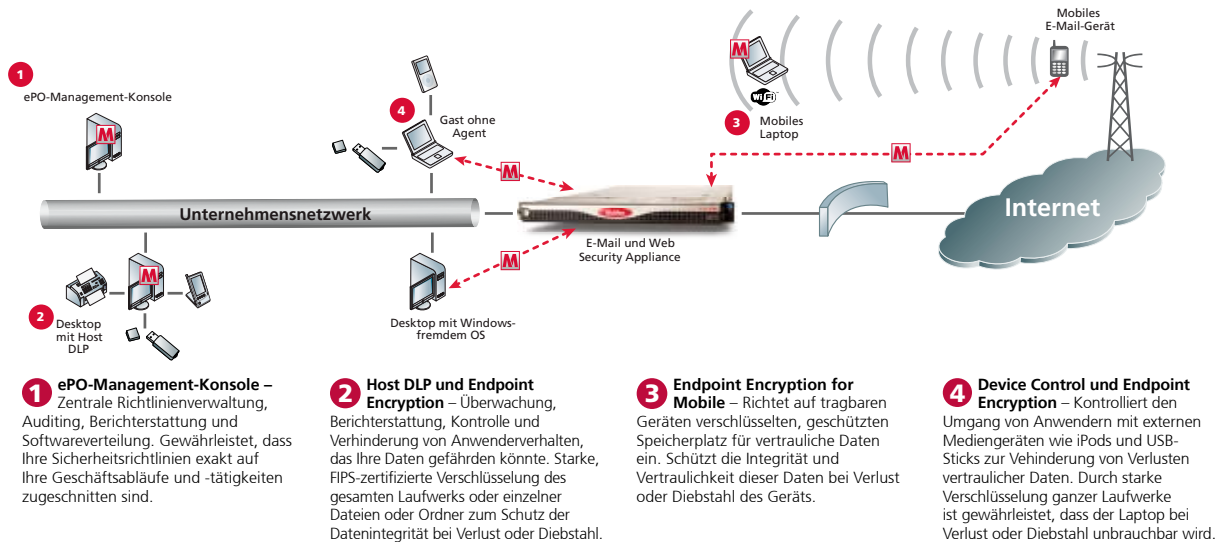 1
ePO-Management-Konsole
M
4
Gast ohne
Agent
M
Unternehmensnetzwerk
M
2
Desktop
mit Host
DLP
M
Desktop mit Windows-
fremdem OS
E-Mail und Web
Security Appliance
M
WiFi
3
Mobiles
Laptop
Mobiles
E-Mail-Gerät
M
Internet
1 ePO-Management-Konsole –
Zentrale Richtlinienverwaltung,
Auditing, Berichterstattung und
Softwareverteilung. Gewährleistet, dass
Ihre Sicherheitsrichtlinien exakt auf
Ihre Geschäftsabläufe und -tätigkeiten
zugeschnitten sind.
2 Host DLP und Endpoint
Encryption – Überwachung,
Berichterstattung, Kontrolle und
Verhinderung von Anwenderverhalten,
das Ihre Daten gefährden könnte. Starke,
FIPS-zertifizierte Verschlüsselung des
gesamten Laufwerks oder einzelner
Dateien oder Ordner zum Schutz der
Datenintegrität bei Verlust oder Diebstahl.
3 Endpoint Encryption for
Mobile – Richtet auf tragbaren
Geräten verschlüsselten, geschützten
Speicherplatz für vertrauliche Daten
ein. Schützt die Integrität und
Vertraulichkeit dieser Daten bei Verlust
oder Diebstahl des Geräts.
4 Device Control und Endpoint
Encryption – Kontrolliert den
Umgang von Anwendern mit externen
Mediengeräten wie iPods und USB-
Sticks zur Vehinderung von Verlusten
vertraulicher Daten. Durch starke
Verschlüsselung ganzer Laufwerke
ist gewährleistet, dass der Laptop bei
Verlust oder Diebstahl unbrauchbar wird.